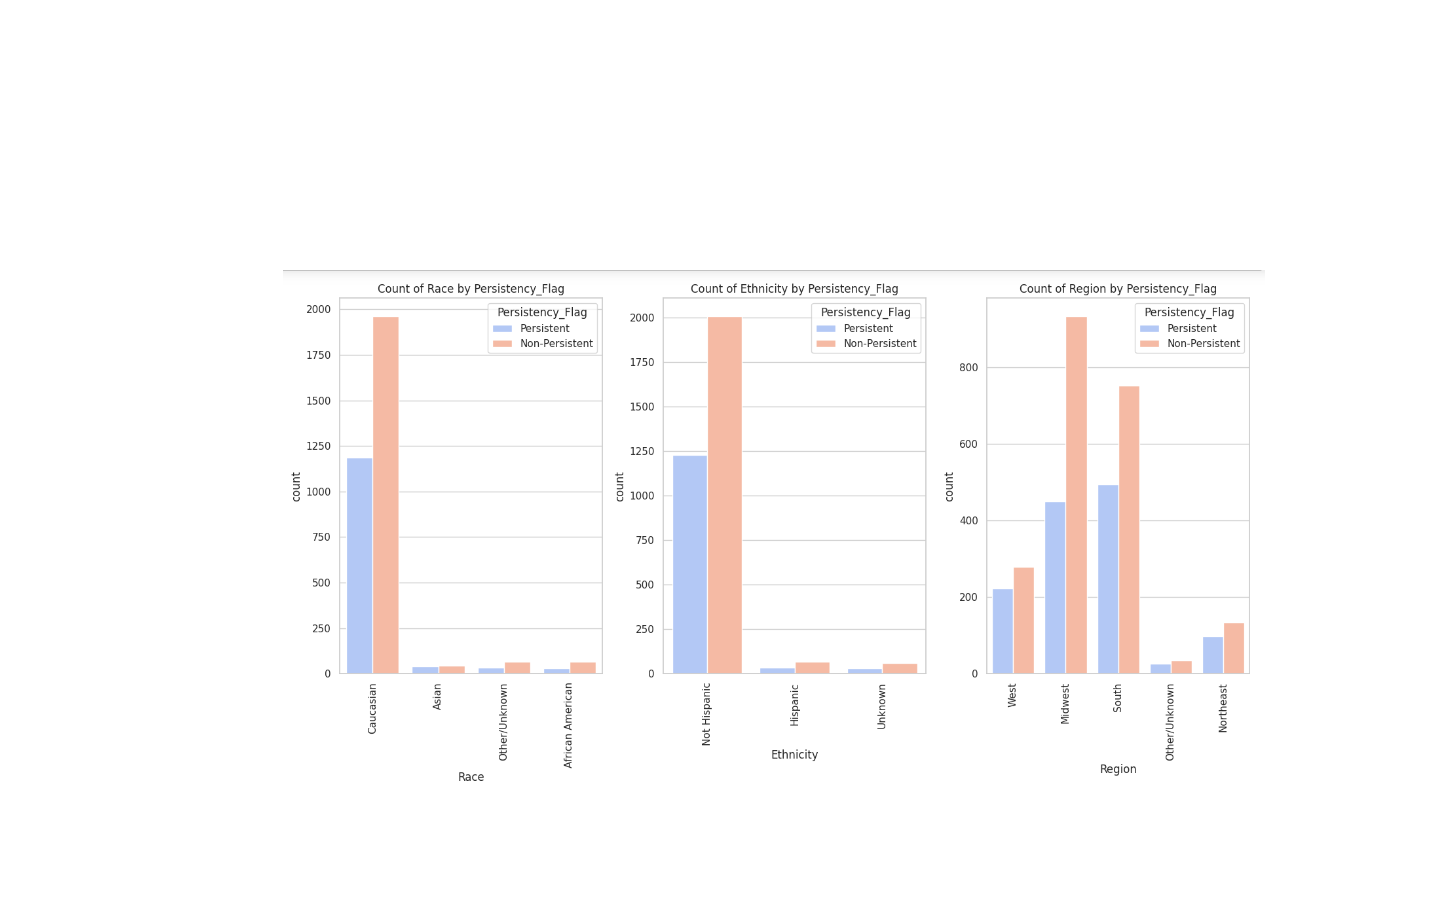 Count of Race by Persistency_Flag
Persistency_Flag
Persistent
Non-Persistent
2000
1750
1500
1250
1000
750
500
250
0
count
Caucasian
Asian
Other/Unknown
African American
Race
Count of Ethnicity by Persistency_Flag
Persistency_Flag
Persistent
Non-Persistent
2000
1750
1500
1250
1000
750
500
250
0
count
Not Hispanic
Hispanic
Unknown
Ethnicity
Count of Region by Persistency_Flag
Persistency_Flag
Persistent
Non-Persistent
800
600
400
200
0
count
West
Midwest
South
Other/Unknown
Northeast
Region